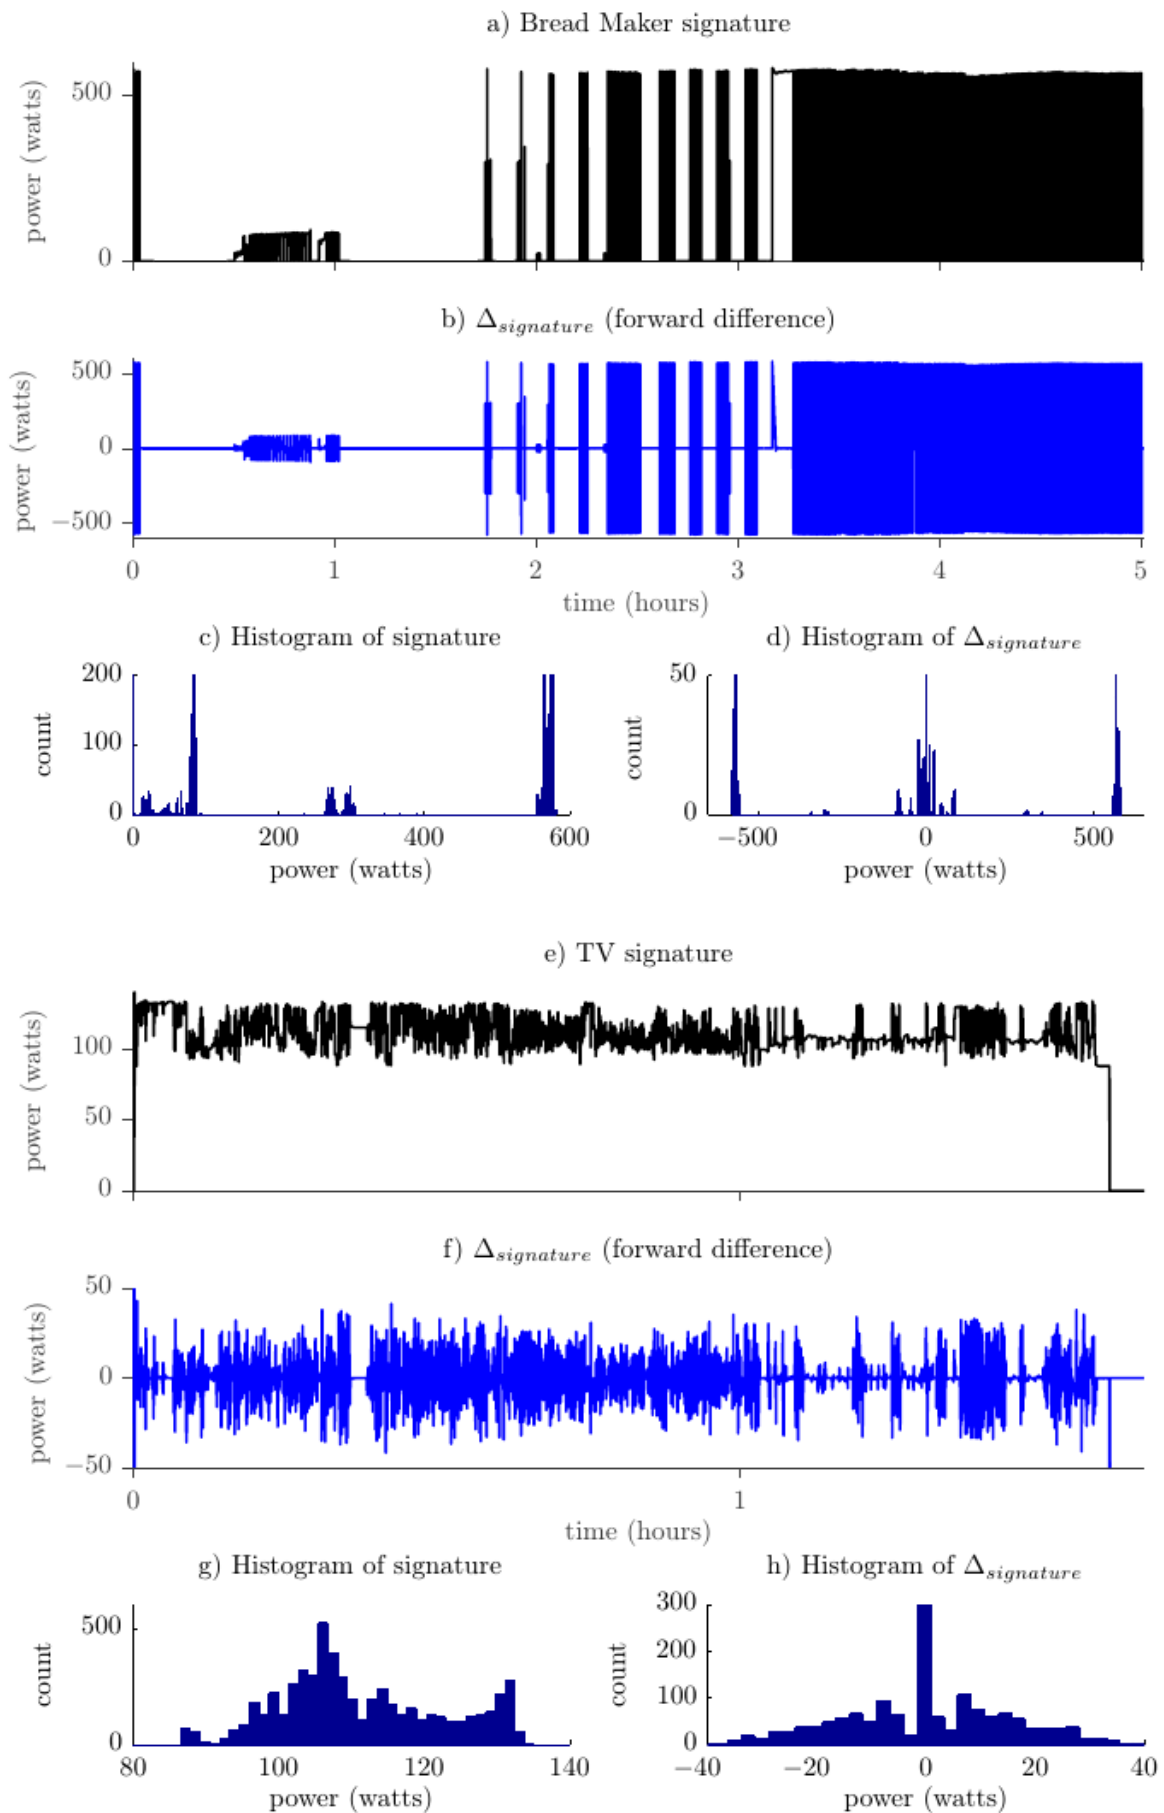 a) Bread Maker signature
power (watts)
500
0
b) Δsignature (forward difference)
power (watts)
500
0
−500
0 1 2 3 4 5
time (hours)
c) Histogram of signature
count
200
100
0
0 200 400 600
power (watts)
d) Histogram of Δsignature
count
50
0
−500 0 500
power (watts)
e) TV signature
power (watts)
100
50
0
f) Δsignature (forward difference)
power (watts)
50
0
−50
0 1
time (hours)
g) Histogram of signature
count
500
0
80 100 120 140
power (watts)
h) Histogram of Δsignature
count
300
200
100
0
−40 −20 0 20 40
power (watts)